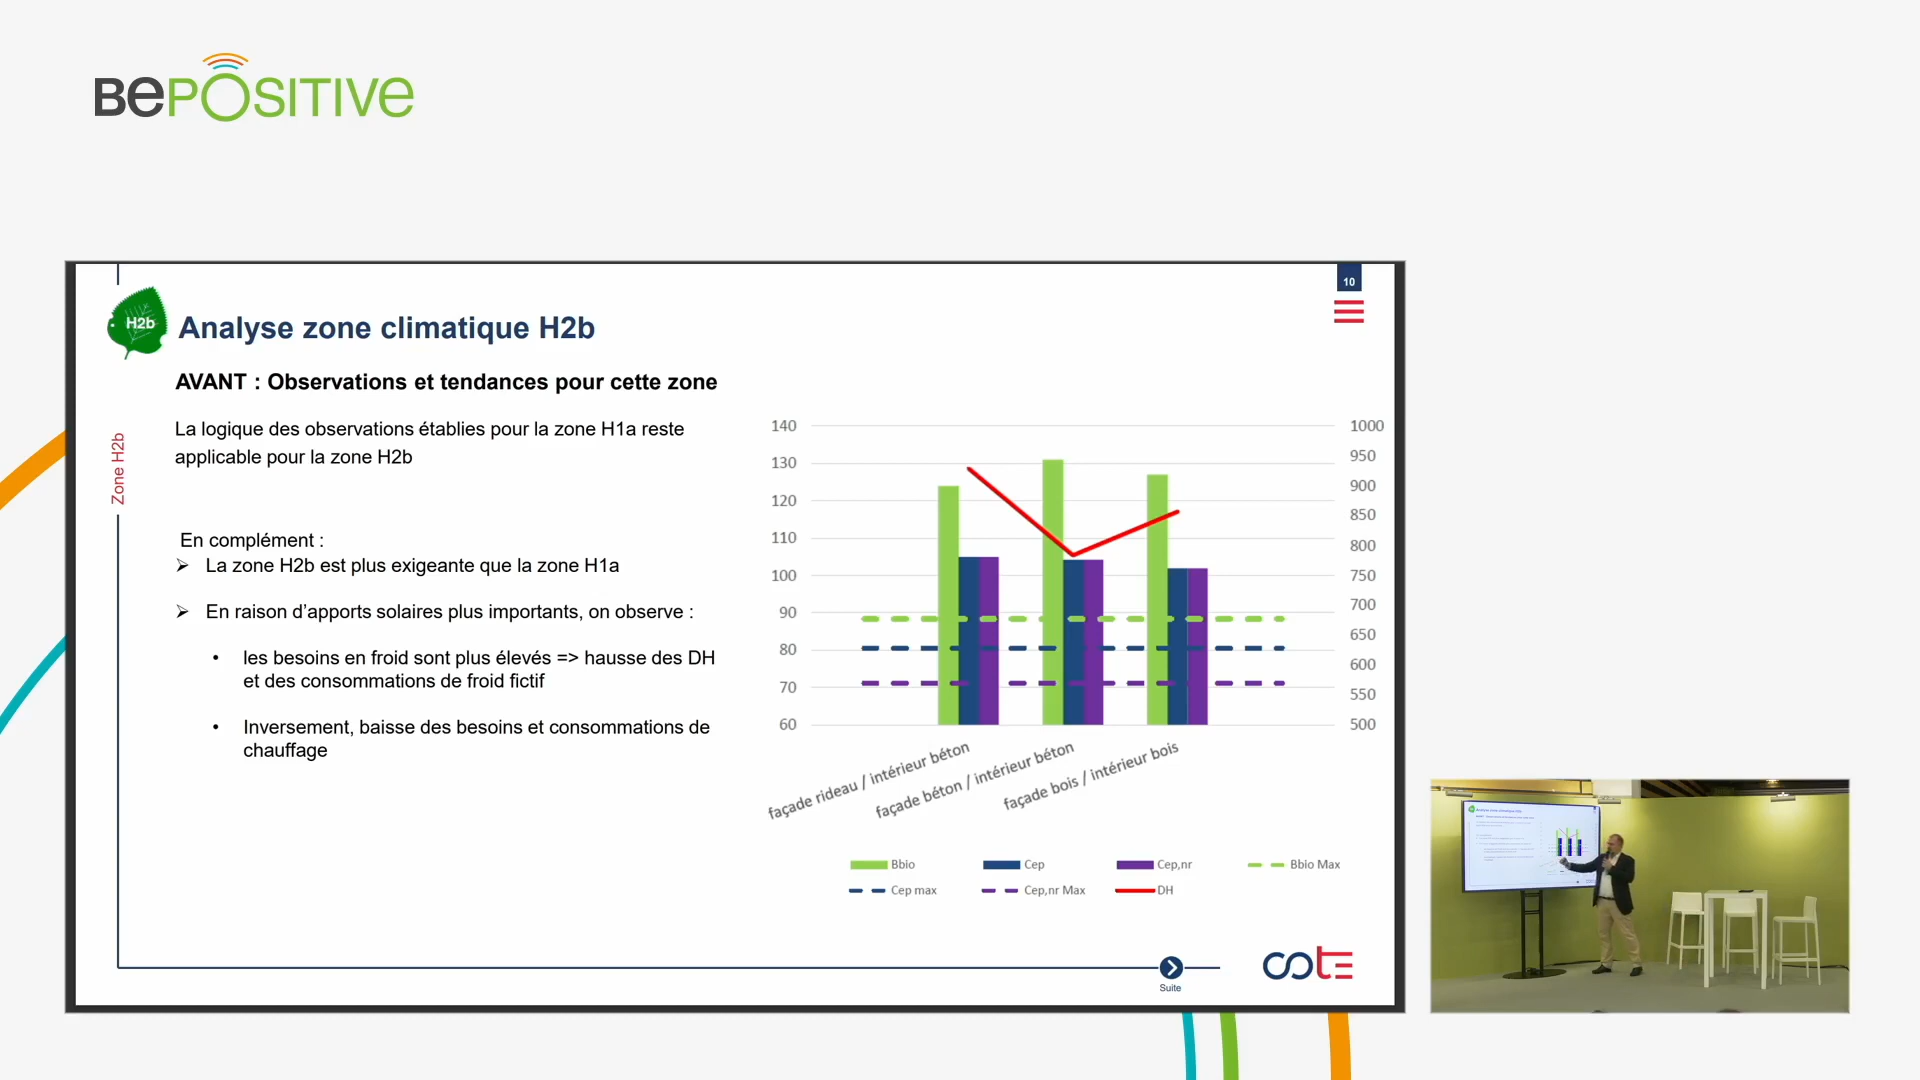 BePOSITIVe
10
H2b
Analyse zone climatique H2b
AVANT : Observations et tendances pour cette zone
La logique des observations établies pour la zone H1a reste
applicable pour la zone H2b
Zone H2b
En complément :
La zone H2b est plus exigeante que la zone H1a
En raison d’apports solaires plus importants, on observe :
les besoins en froid sont plus élevés => hausse des DH
et des consommations de froid fictif
Inversement, baisse des besoins et consommations de
chauffage
140
130
120
110
100
90
80
70
60
1000
950
900
850
800
750
700
650
600
550
500
façade rideau / intérieur béton
façade béton / intérieur béton
façade bois / intérieur bois
Bbio
Cep
Cep,nr
Bbio Max
Cep max
Cep,nr Max
DH
Suite
cote
Analyse zone climatique H2b